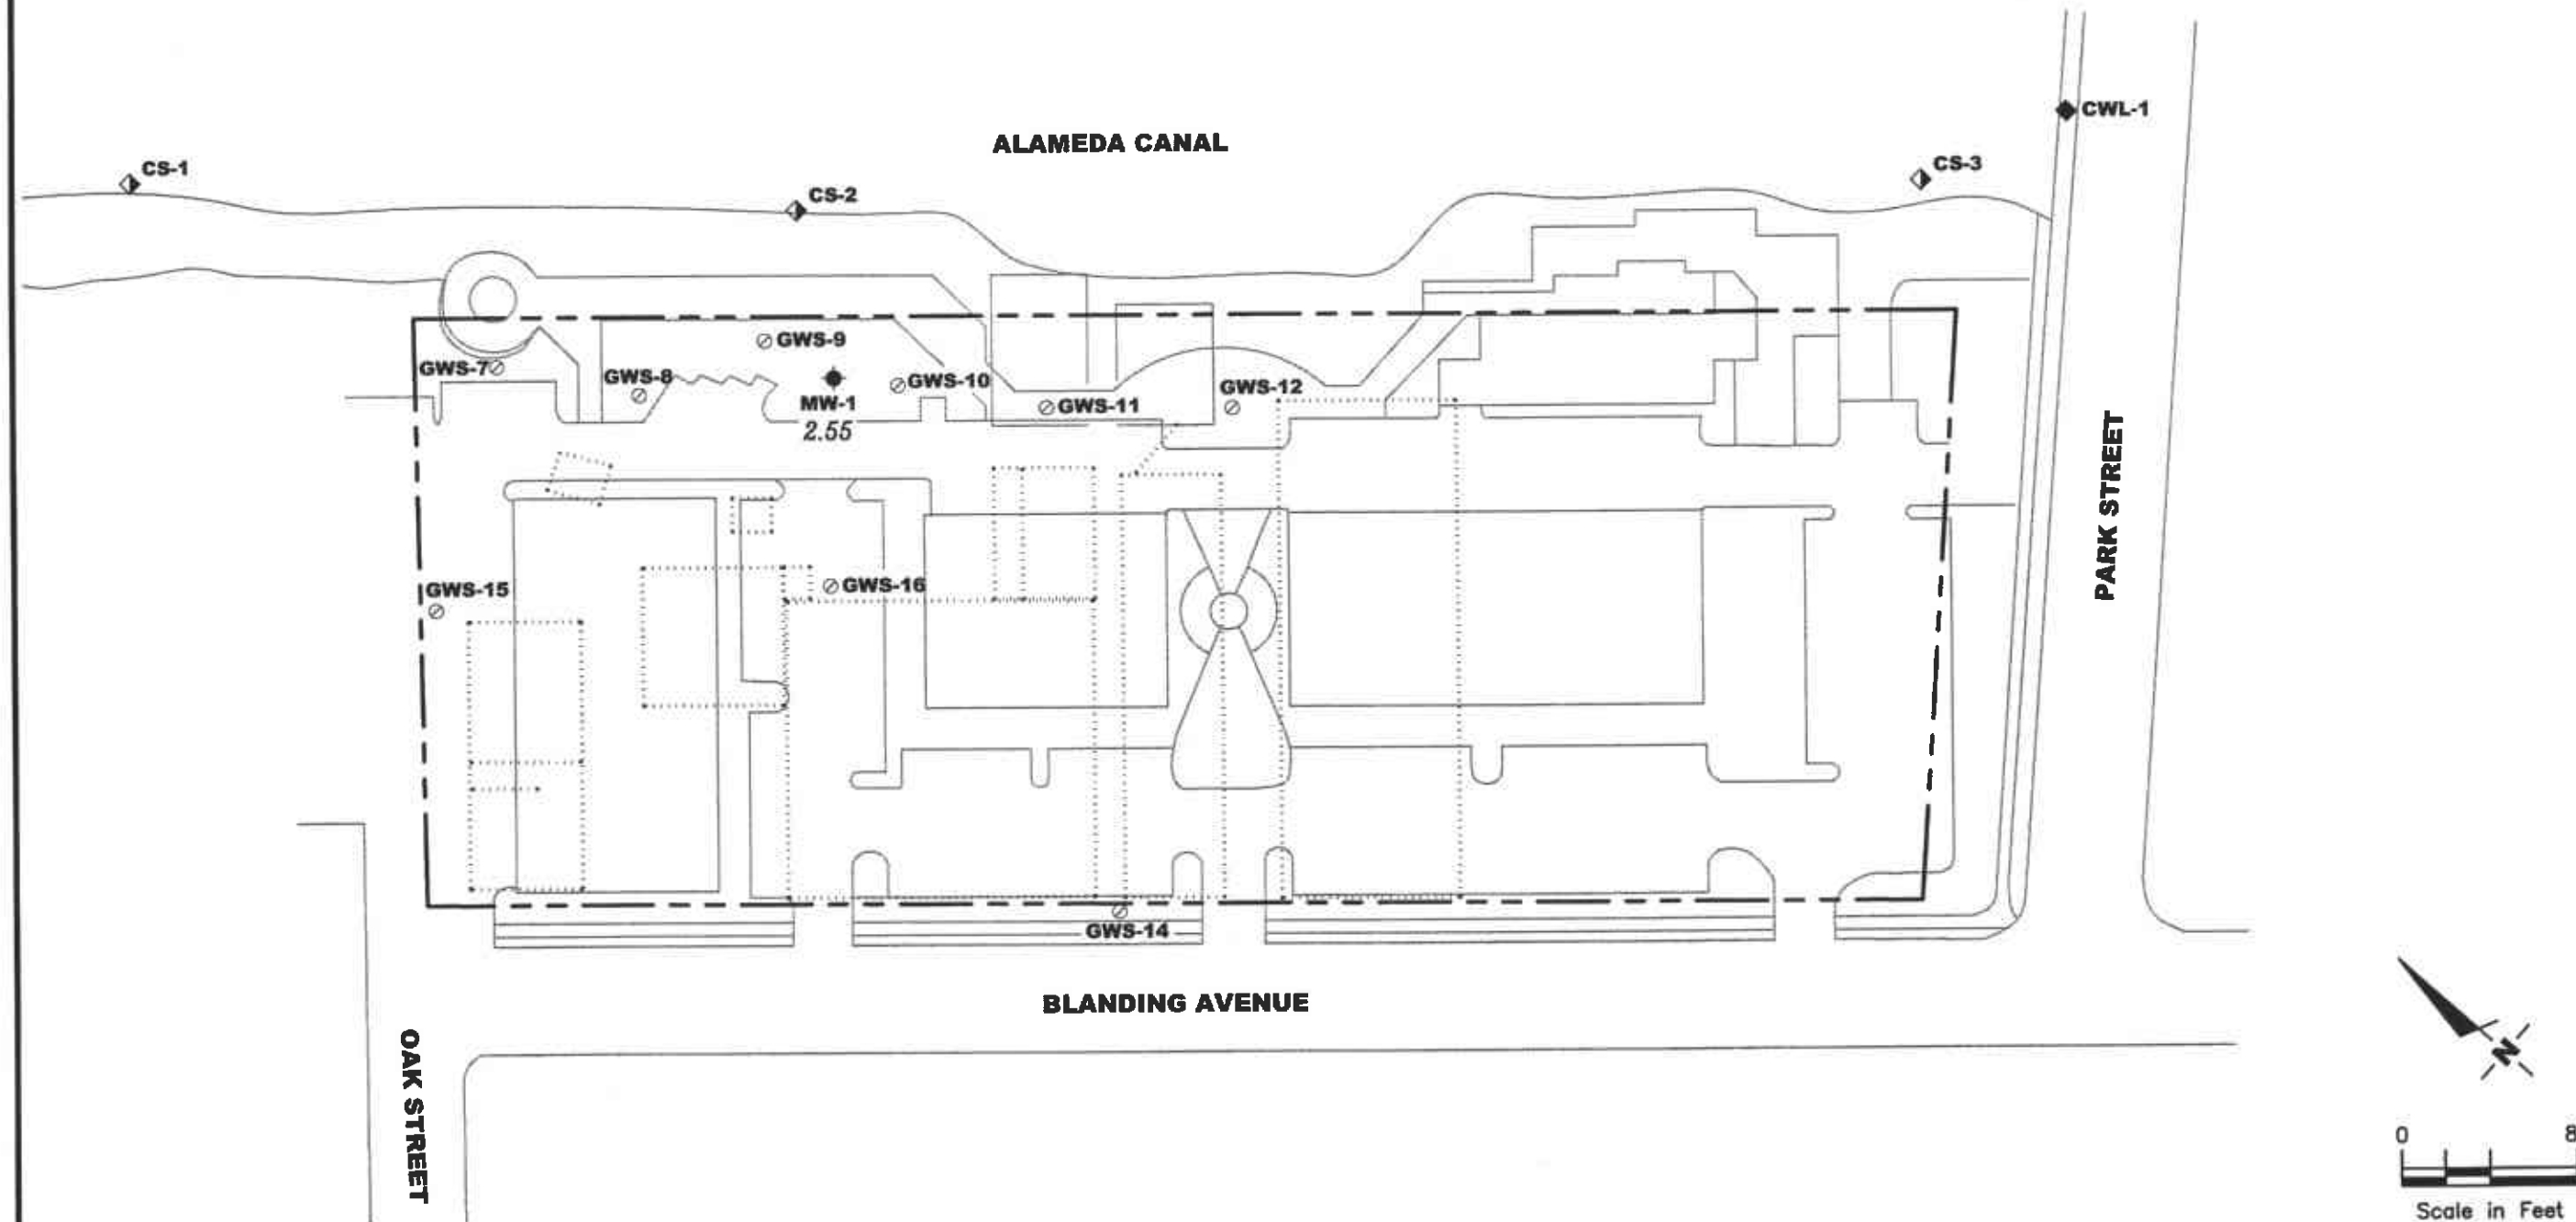 CWL-1
ALAMEDA CANAL
CS-1
CS-3
CS-2
GWS-9
GWS-7
GWS-8
GWS-10
GWS-12
MW-1
GWS-11
2.55
PARK STREET
GWS-15
GWS-16
GWS-14
BLANDING AVENUE
OAK STREET
N
0 8
Scale in Feet